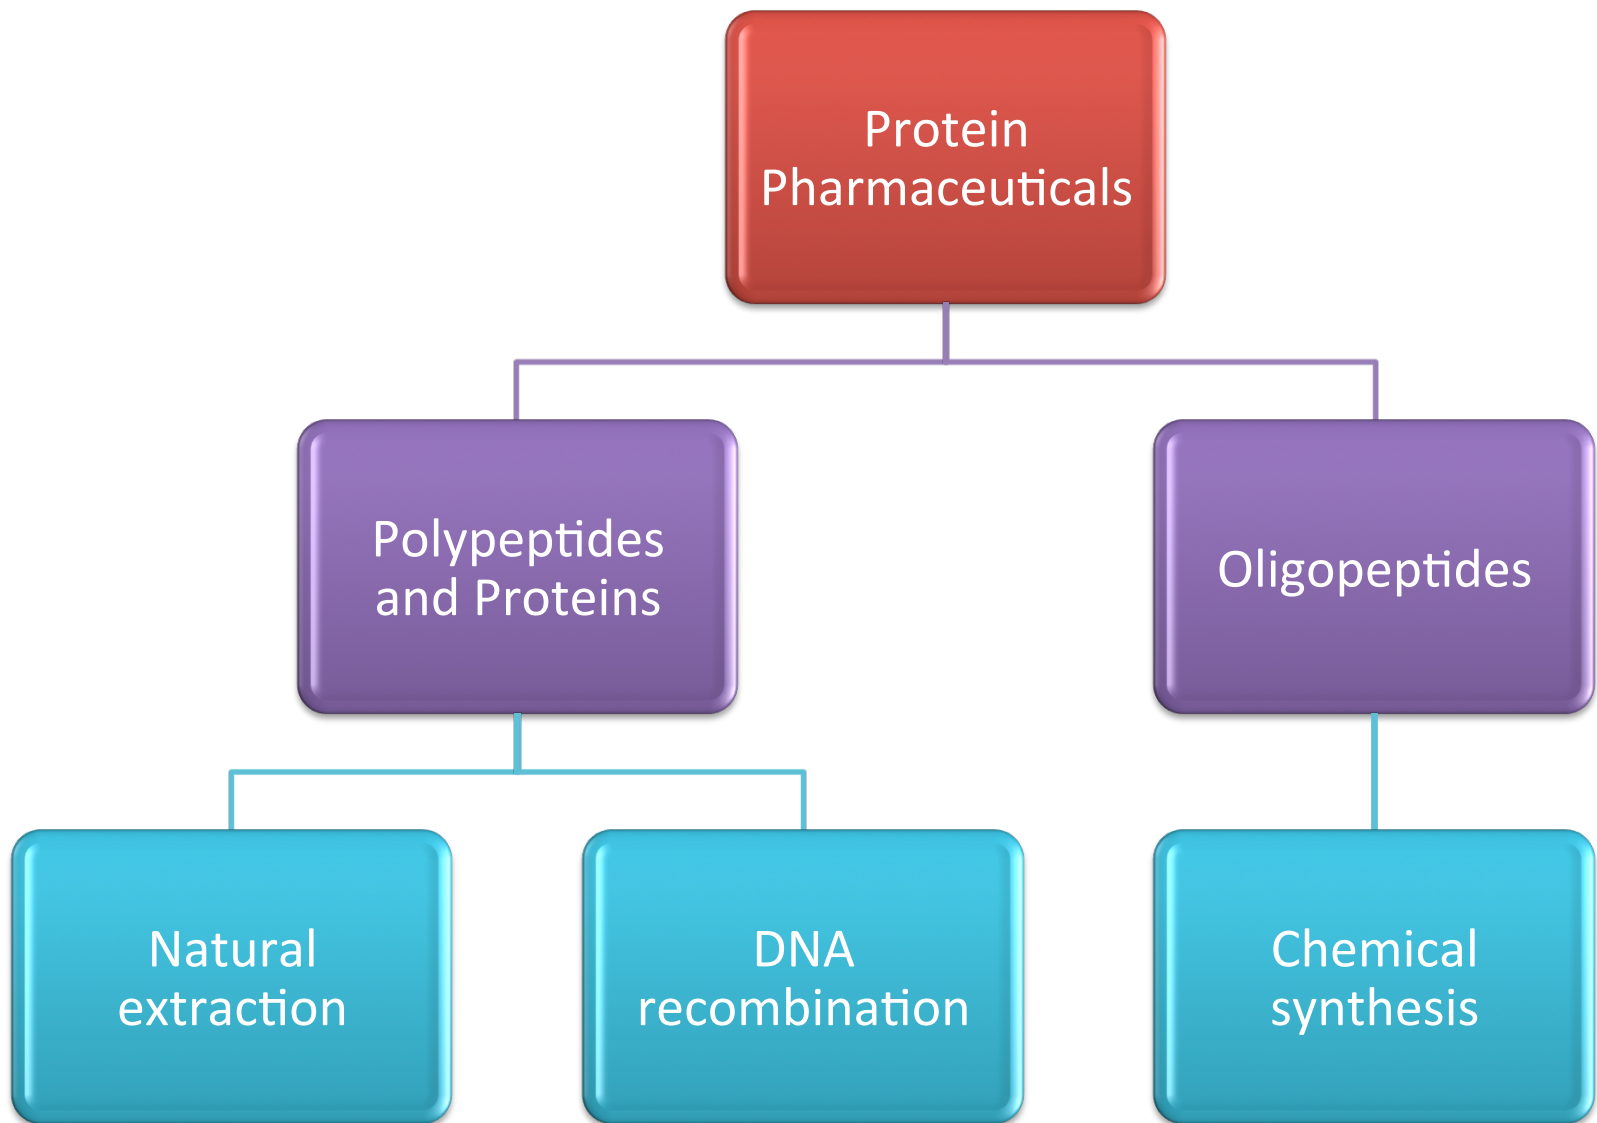 Protein
Pharmaceuticals
Polypeptides
and Proteins
Oligopeptides
Natural
extraction
DNA
recombination
Chemical
synthesis